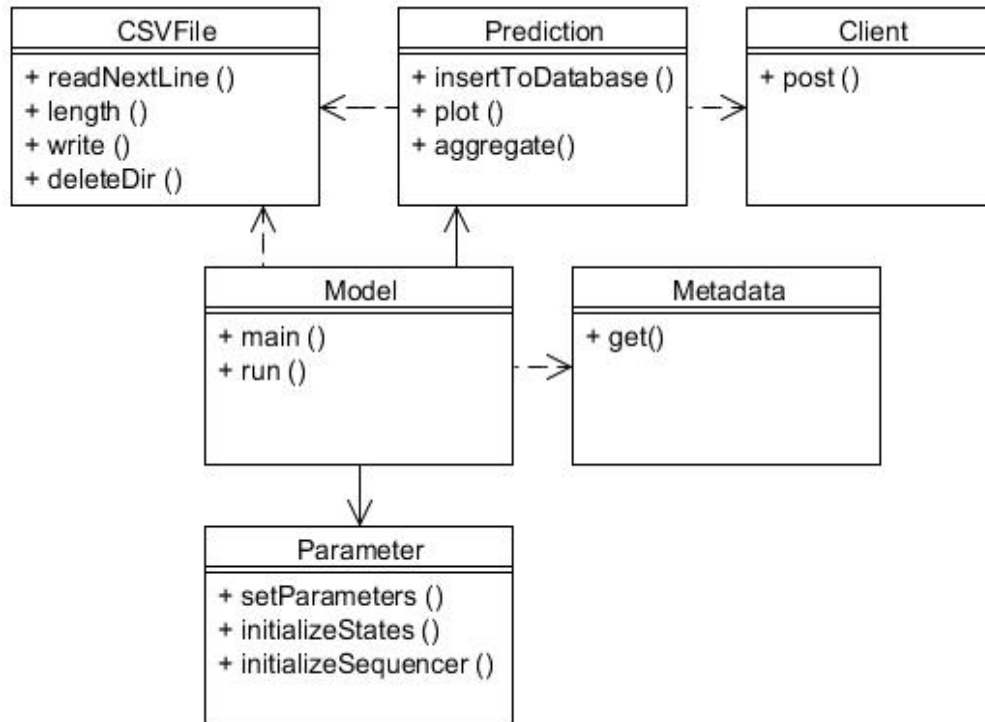 CSVFile
+ readNextLine ()
+ length ()
+ write ()
+ deleteDir ()
Prediction
+ insertToDatabase ()
+ plot ()
+ aggregate()
Client
+ post ()
Model
+ main ()
+ run ()
Metadata
+ get()
Parameter
+ setParameters ()
+ initializeStates ()
+ initializeSequencer ()